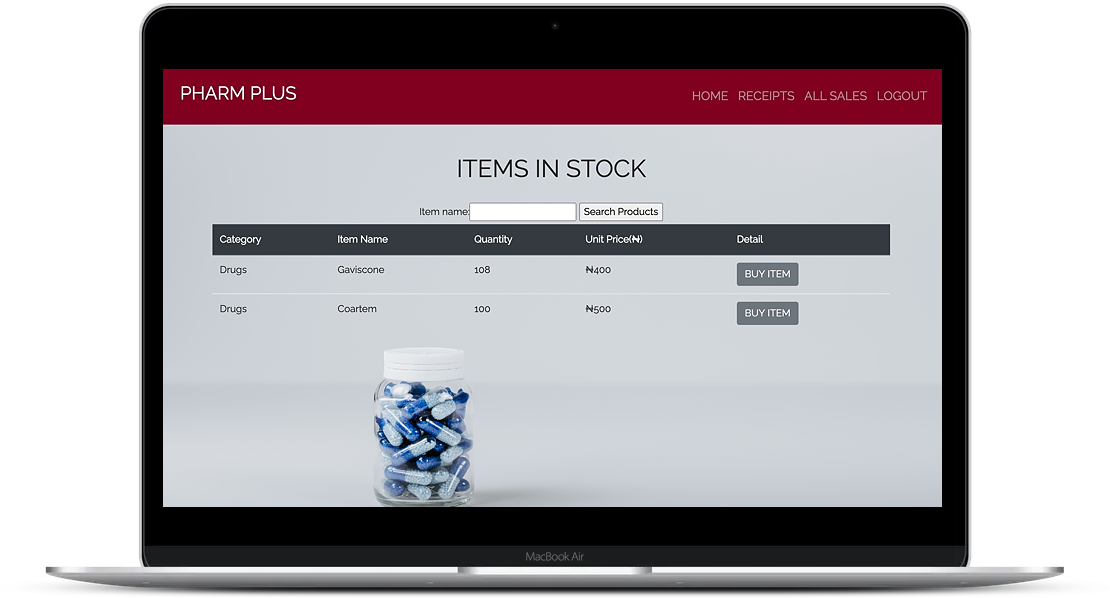 PHARM PLUS
HOME RECEIPTS ALL SALES LOGOUT
ITEMS IN STOCK
Item name: Search Products
Category Item Name Quantity Unit Price(₦) Detail
Drugs Gaviscone 108 ₦400 BUY ITEM
Drugs Coartem 100 ₦500 BUY ITEM
MacBook Air